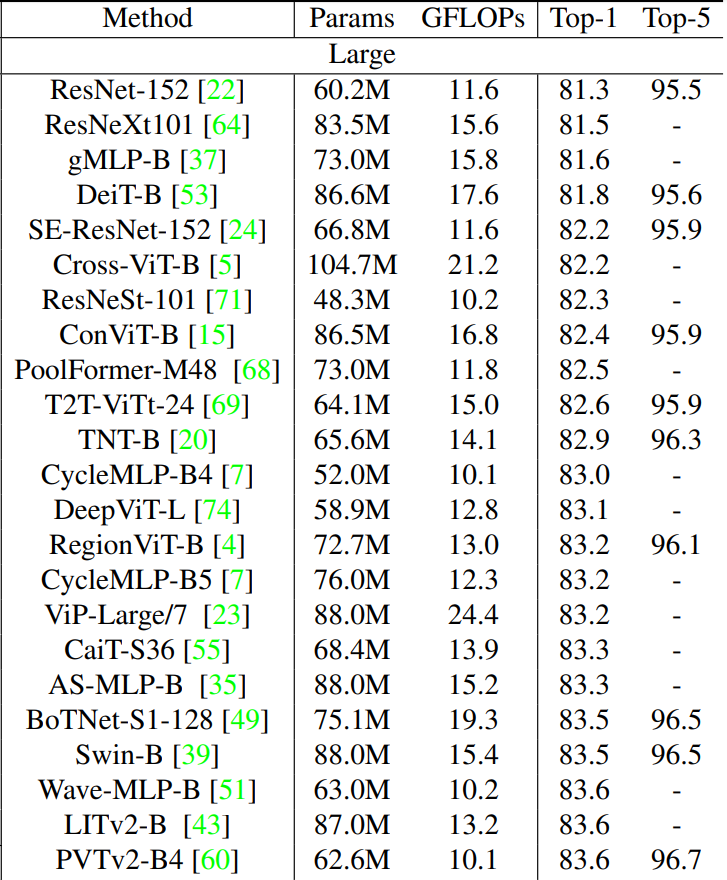 Method Params GFLOPs Top-1 Top-5
Large
ResNet-152 [22] 60.2M 11.6 81.3 95.5
ResNeXt101 [64] 83.5M 15.6 81.5 -
gMLP-B [37] 73.0M 15.8 81.6 -
DeiT-B [53] 86.6M 17.6 81.8 95.6
SE-ResNet-152 [24] 66.8M 11.6 82.2 95.9
Cross-ViT-B [5] 104.7M 21.2 82.2 -
ResNeSt-101 [71] 48.3M 10.2 82.3 -
ConViT-B [15] 86.5M 16.8 82.4 95.9
PoolFormer-M48 [68] 73.0M 11.8 82.5 -
T2T-ViTt-24 [69] 64.1M 15.0 82.6 95.9
TNT-B [20] 65.6M 14.1 82.9 96.3
CycleMLP-B4 [7] 52.0M 10.1 83.0 -
DeepViT-L [74] 58.9M 12.8 83.1 -
RegionViT-B [4] 72.7M 13.0 83.2 96.1
CycleMLP-B5 [7] 76.0M 12.3 83.2 -
ViP-Large/7 [23] 88.0M 24.4 83.2 -
CaiT-S36 [55] 68.4M 13.9 83.3 -
AS-MLP-B [35] 88.0M 15.2 83.3 -
BoTNet-S1-128 [49] 75.1M 19.3 83.5 96.5
Swin-B [39] 88.0M 15.4 83.5 96.5
Wave-MLP-B [51] 63.0M 10.2 83.6 -
LITv2-B [43] 87.0M 13.2 83.6 -
PVTv2-B4 [60] 62.6M 10.1 83.6 96.7